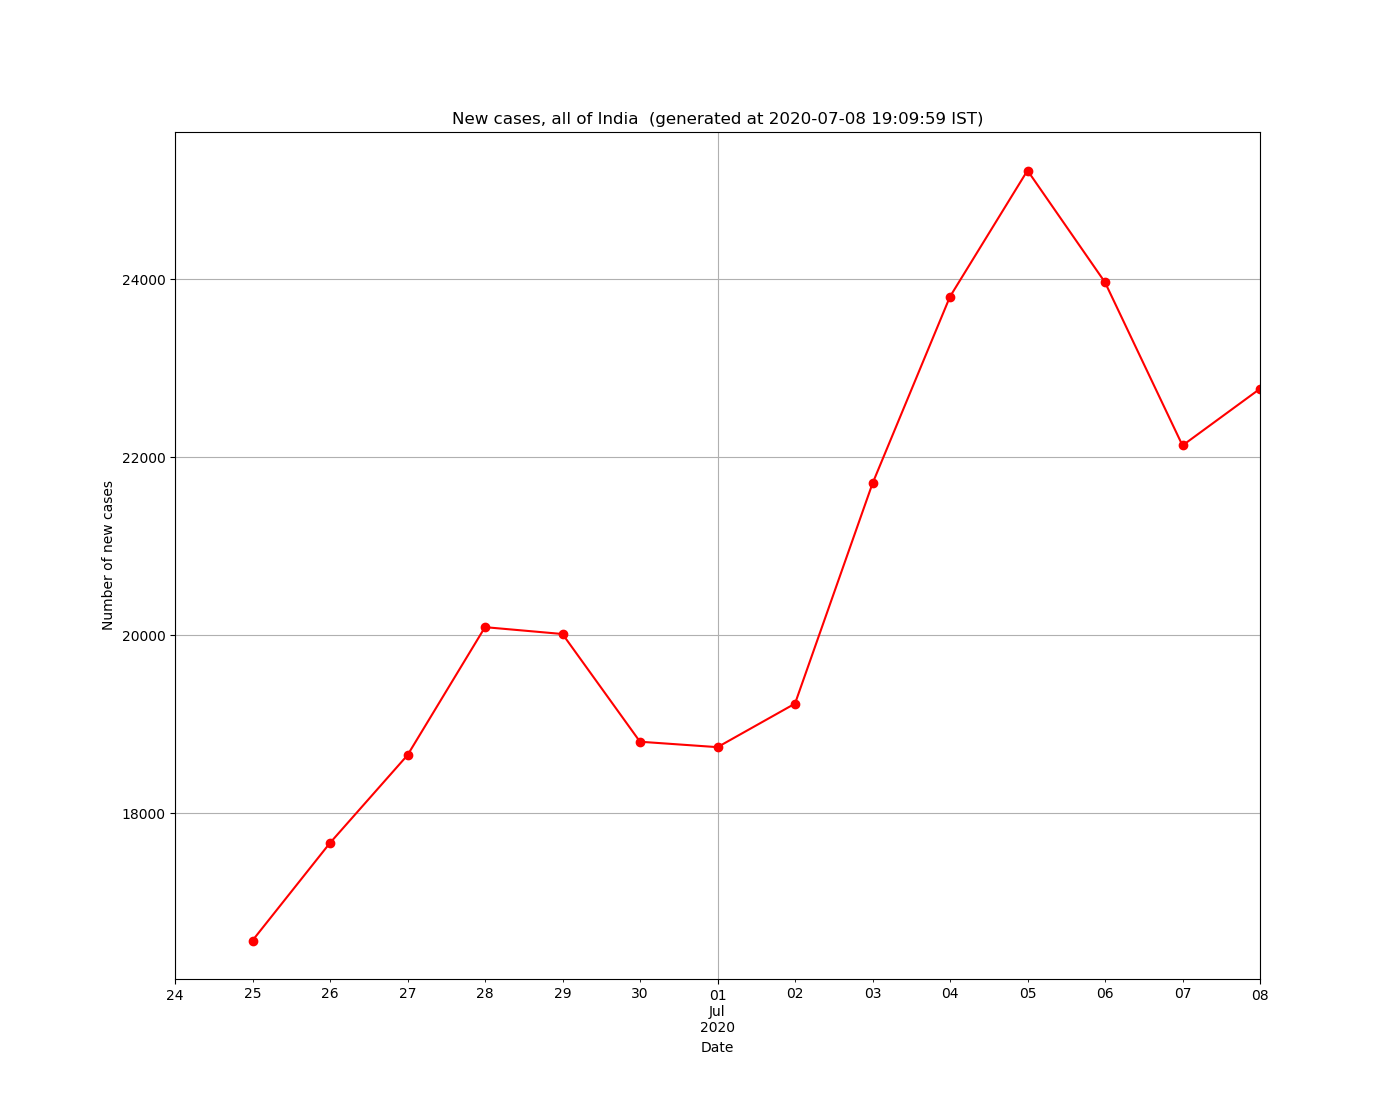 New cases, all of India  (generated at 2020-07-08 19:09:59 IST)
24000
22000
20000
18000
Number of new cases
24 25 26 27 28 29 30 01 02 03 04 05 06 07 08
Jul
2020
Date